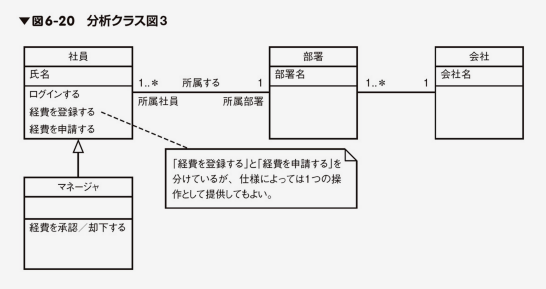 ▼図6-20 分析クラス図3
社員
氏名
ログインする
経費を登録する
経費を申請する
1..* 所属する 1
所属社員 所属部署
部署
部署名
1..* 1
会社
会社名
「経費を登録する」と「経費を申請する」を
分けているが、仕様によっては1つの操
作として提供してもよい。
マネージャ
経費を承認／却下する